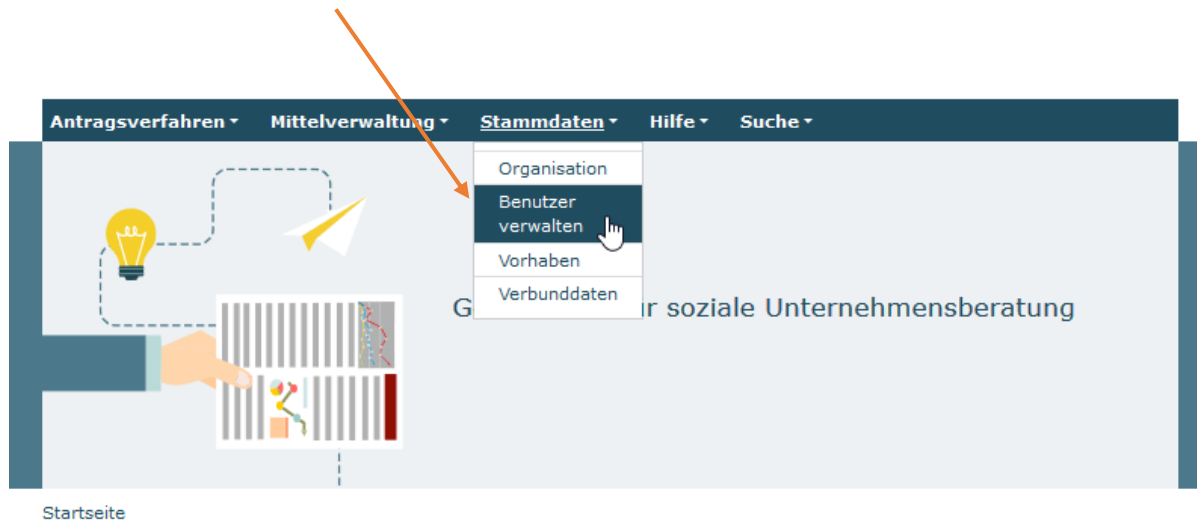 Antragsverfahren Mittelverwaltung Stammdaten Hilfe Suche
Organisation
Benutzer
verwalten
Vorhaben
Verbunddaten
G r soziale Unternehmensberatung
Startseite